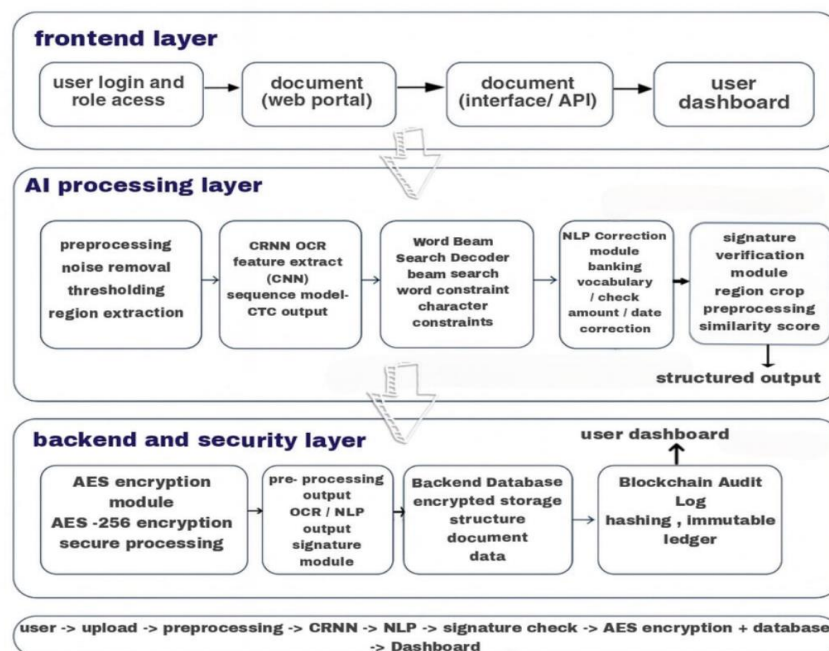 frontend layer
user login and
role acess
document
(web portal)
document
(interface/ API)
user
dashboard
AI processing layer
preprocessing
noise removal
thresholding
region extraction
CRNN OCR
feature extract
(CNN)
sequence model-
CTC output
Word Beam
Search Decoder
beam search
word constraint
character
constraints
NLP Correction
module
banking
vocabulary
/ check
amount / date
correction
signature
verification
module
region crop
preprocessing
similarity score
structured output
backend and security layer
user dashboard
AES encryption
module
AES -256 encryption
secure processing
pre- processing
output
OCR / NLP
output
signature
module
Backend Database
encrypted storage
structure
document
data
Blockchain Audit
Log
hashing , immutable
ledger
user -> upload -> preprocessing -> CRNN -> NLP -> signature check -> AES encryption + database
-> Dashboard